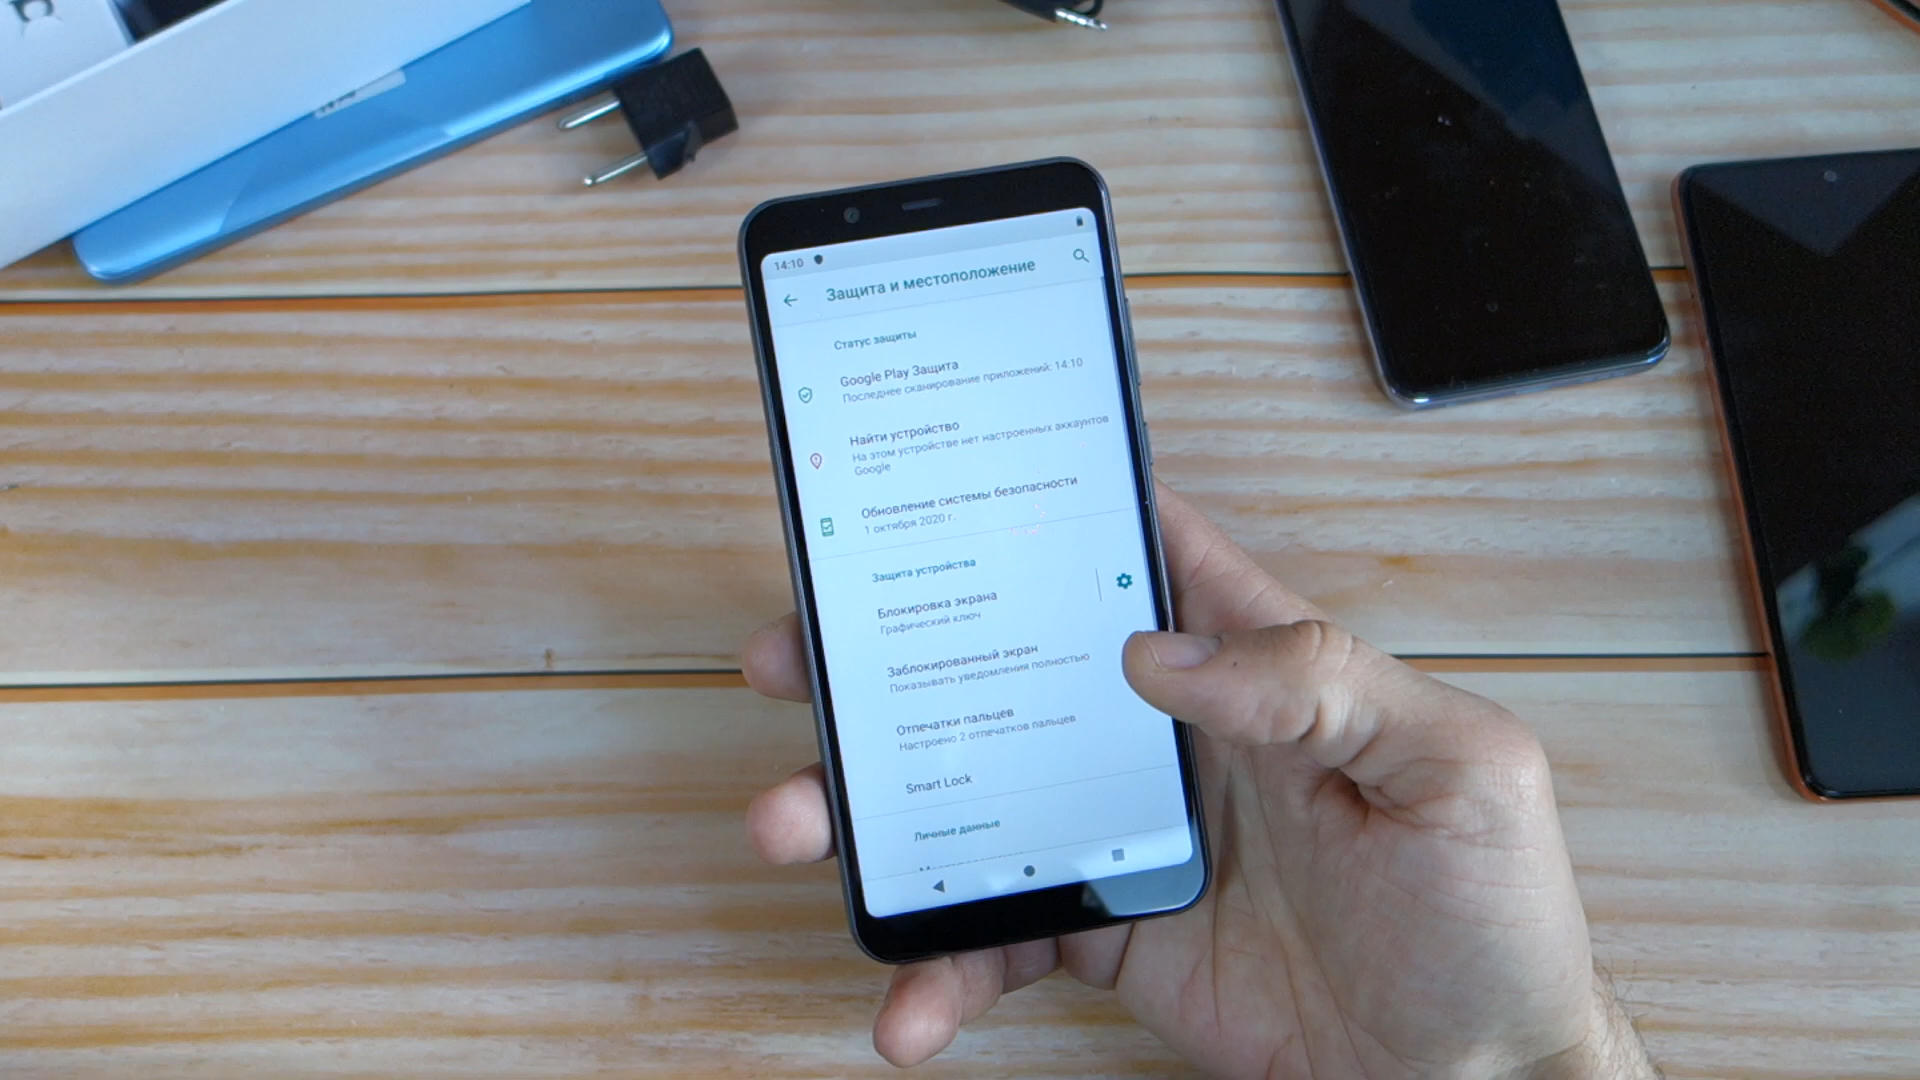 14:10
Защита и местоположение
Статус защиты
Google Play Защита
Последнее сканирование приложений: 14:10
Найти устройство
На этом устройстве нет настроенных аккаунтов
Google
Обновление системы безопасности
1 октября 2020 г.
Защита устройства
Блокировка экрана
Графический ключ
Заблокированный экран
Показывать уведомления полностью
Отпечатки пальцев
Настроено 2 отпечатков пальцев
Smart Lock
Личные данные